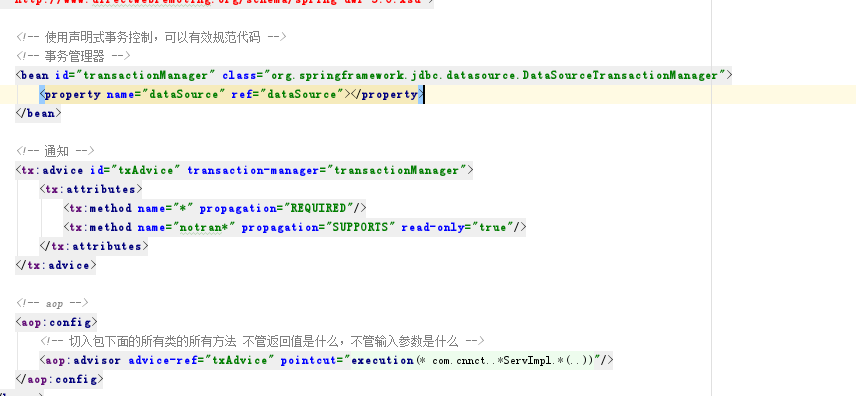 http://www.directwebremoting.org/schema/spring-dwr-3.0.xsd">
<!-- 使用声明式事务控制，可以有效规范代码 -->
<!-- 事务管理器 -->
<bean id="transactionManager" class="org.springframework.jdbc.datasource.DataSourceTransactionManager">
<property name="dataSource" ref="dataSource"></property>
</bean>
<!-- 通知 -->
<tx:advice id="txAdvice" transaction-manager="transactionManager">
<tx:attributes>
<tx:method name="*" propagation="REQUIRED"/>
<tx:method name="notran*" propagation="SUPPORTS" read-only="true"/>
</tx:attributes>
</tx:advice>
<!-- aop -->
<aop:config>
<!-- 切入包下面的所有类的所有方法 不管返回值是什么，不管输入参数是什么 -->
<aop:advisor advice-ref="txAdvice" pointcut="execution(* com.cnnct..*ServImpl.*(..))"/>
</aop:config>